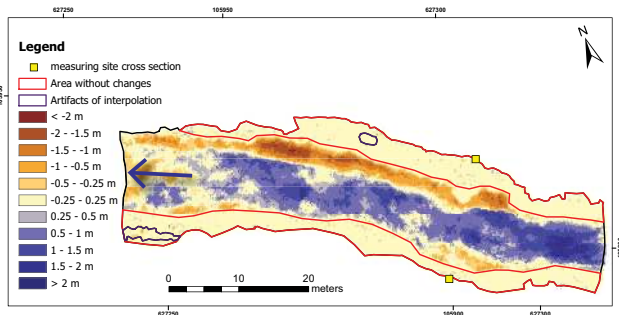 627250 105950 627300
N
Legend
measuring site cross section
Area without changes
Artifacts of interpolation
< -2 m
-2 - -1.5 m
-1.5 - -1 m
-1 - -0.5 m
-0.5 - -0.25 m
-0.25 - 0.25 m
0.25 - 0.5 m
0.5 - 1 m
1 - 1.5 m
1.5 - 2 m
> 2 m
0 10 20
meters
627250 105900 627300